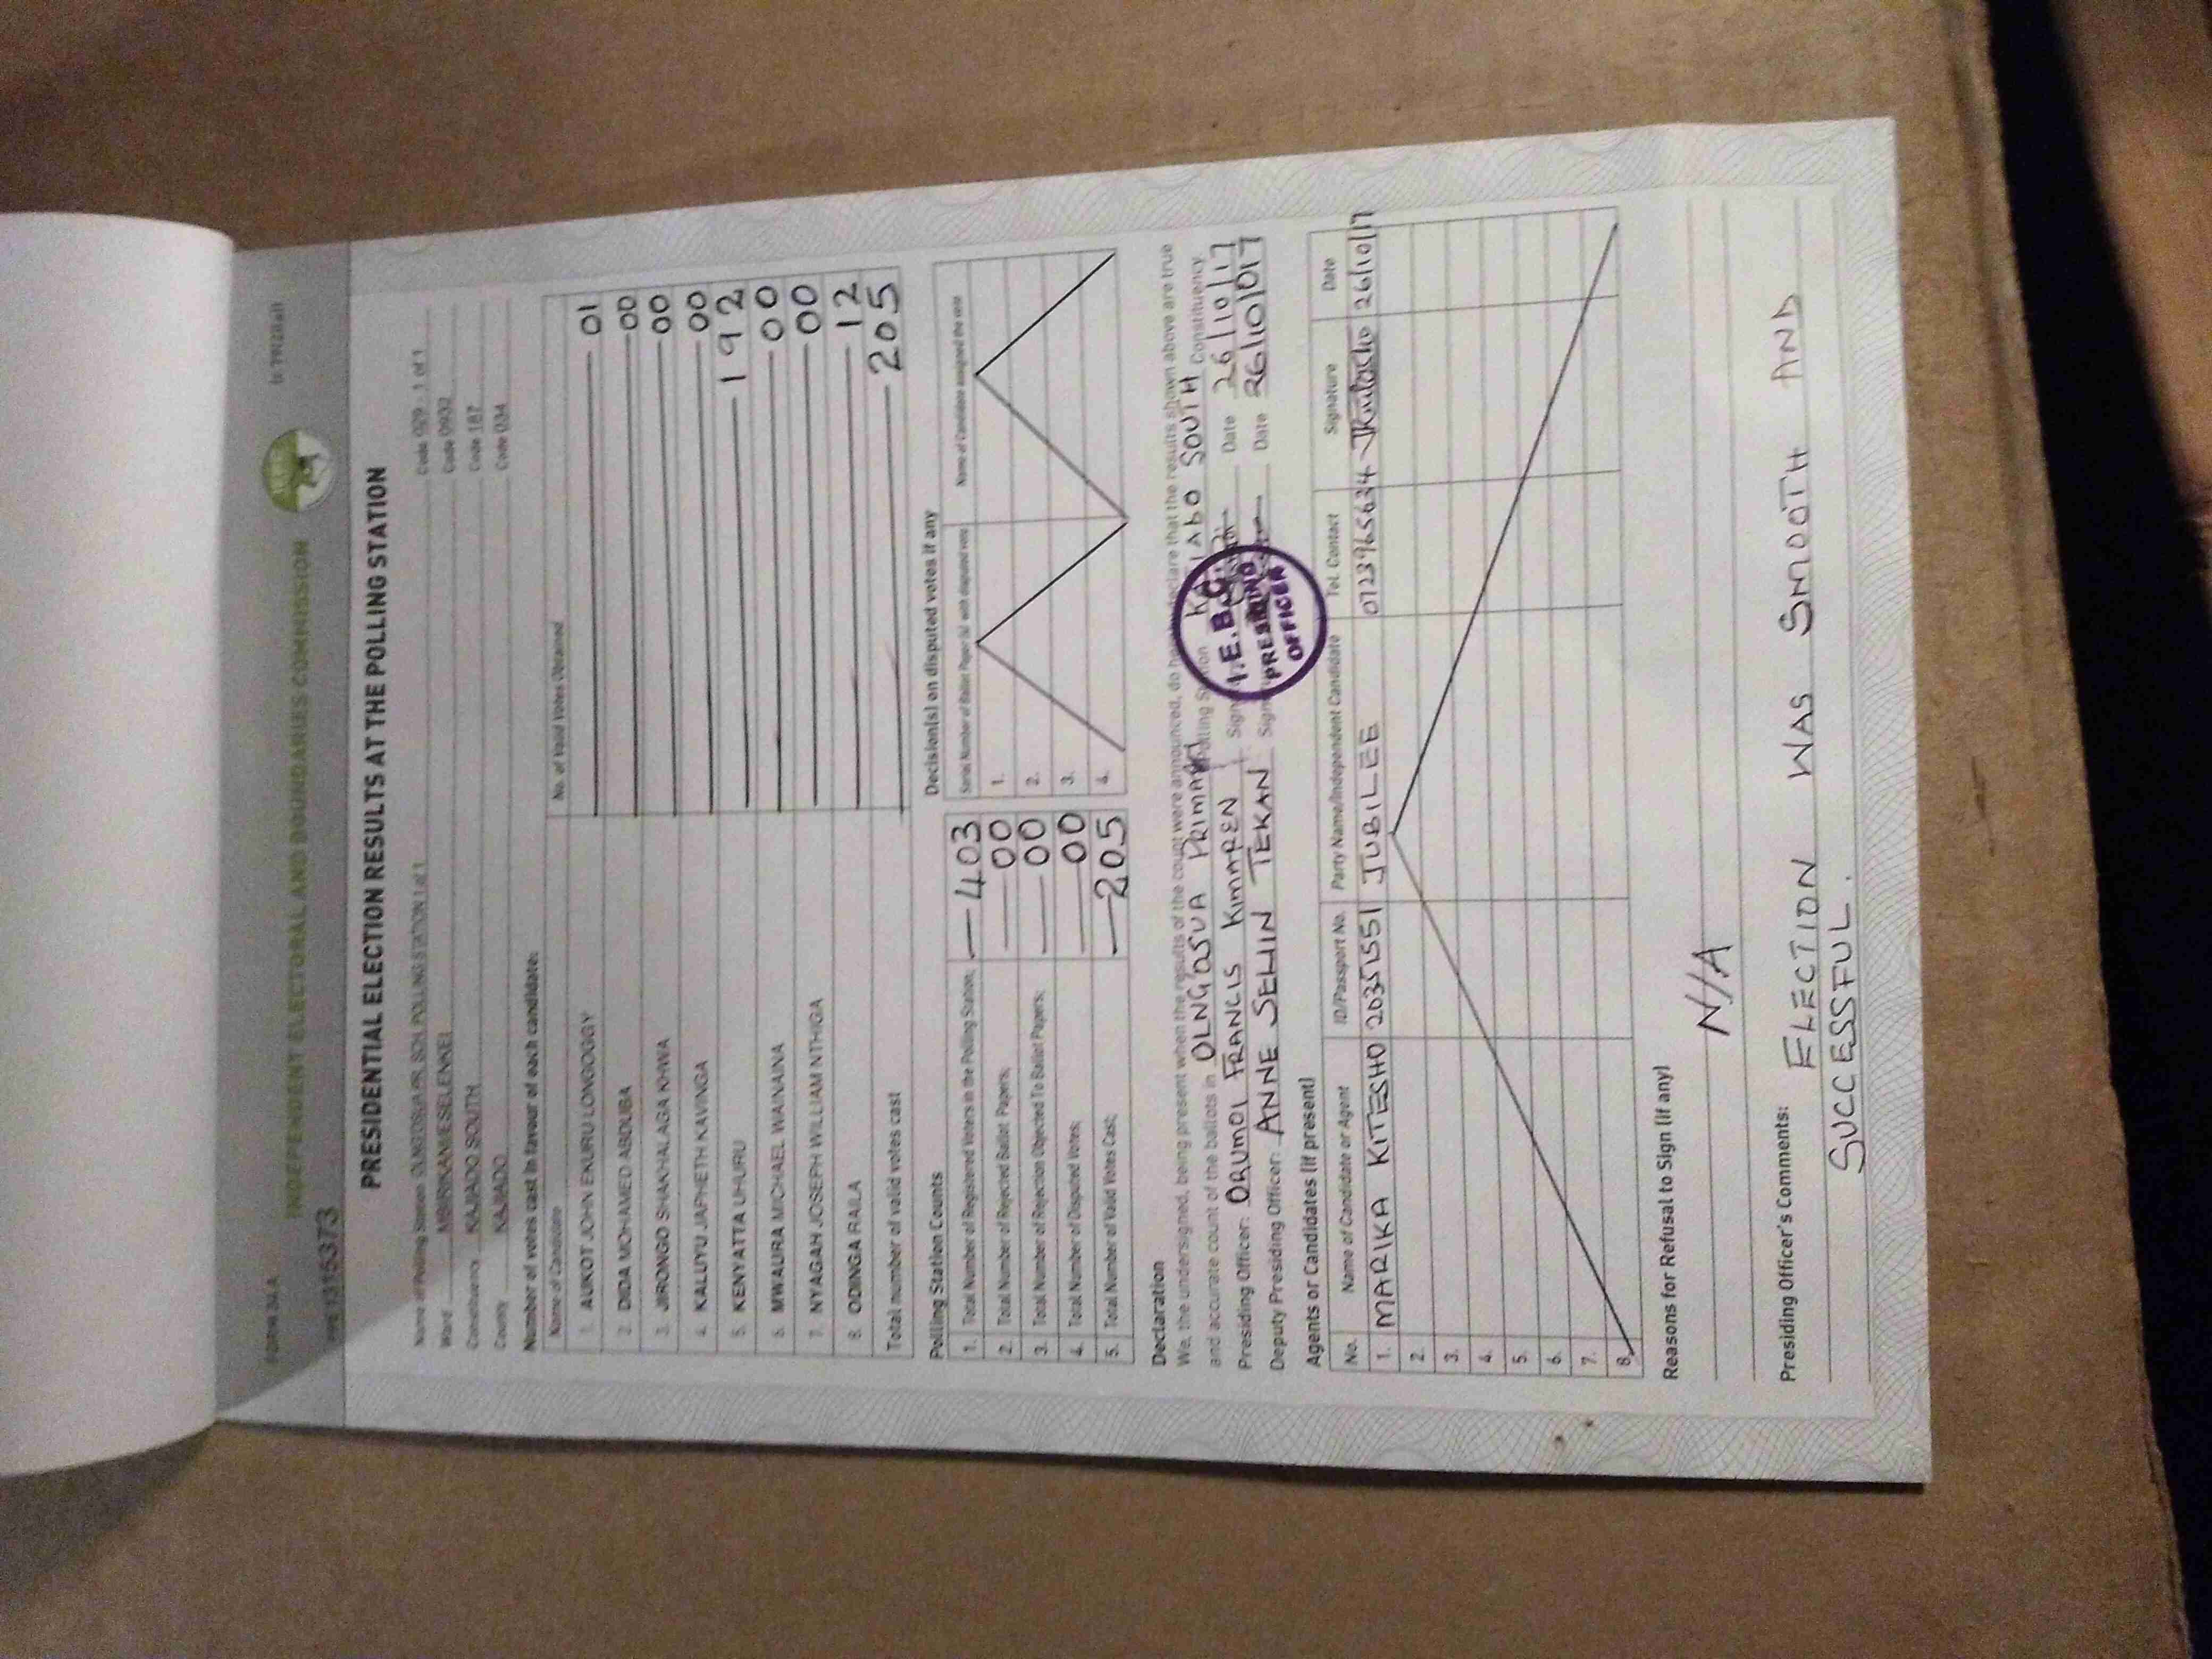 FORM 34A
INDEPENDENT ELECTORAL AND BOUNDARIES COMMISSION
PRESIDENTIAL ELECTION RESULTS AT THE POLLING STATION
Name of Polling Station OLNGOSUA PR. SCH. POLLING STATION 1 of 1 Code 029 - 1 of 1
Ward Code 0932
Constituency KAJIADO SOUTH Code 187
County KAJIADO Code 034
Number of votes cast in favour of each candidate:
Name of Candidate No. of Valid Votes Obtained
1. AUKOT JOHN EKURU LONGOGGY 01
2. DIDA MOHAMED ABDUBA 00
3. JIRONGO SHAKHALAGA KHWA 00
4. KALUYU JAPHETH KAVINGA 00
5. KENYATTA UHURU 192
6. MWAURA MICHAEL WAINAINA 00
7. NYAGAH JOSEPH WILLIAM NTHIGA 00
8. ODINGA RAILA 12
Total number of valid votes cast 205
Polling Station Counts
1. Total Number of Registered Voters in the Polling Station; 403
2. Total Number of Rejected Ballot Papers; 00
3. Total Number of Rejection Objected To Ballot Papers; 00
4. Total Number of Disputed Votes; 00
5. Total Number of Valid Votes Cast; 205
Decision(s) on disputed votes if any
Serial Number of Ballot Paper (s) with disputed vote Name of Candidate assigned the vote
1.
2.
3.
4.
Declaration
We, the undersigned, being present when the results of the count were announced, do declare that the results shown above are true
and accurate count of the ballots in OLNGOSUA PRIMARY Polling Station SOUTH Constituency
Presiding Officer: FRANCIS KIMAREN Date 26/10/17
Deputy Presiding Officer: ANNE SELIIN TEKAN Date 26/10/017
I.E.B.C.
PRESIDING
OFFICER
Agents or Candidates (if present)
No. Name of Candidate or Agent ID/Passport No. Party Name/Independent Candidate Tel. Contact Signature Date
1. MARIKA KITESHO 20351551 JUBILEE 0723965634 26/10/17
2.
3.
4.
5.
6.
7.
8.
Reasons for Refusal to Sign (if any)
N/A
Presiding Officer's Comments:
ELECTION WAS SMOOTH AND
SUCCESSFUL.